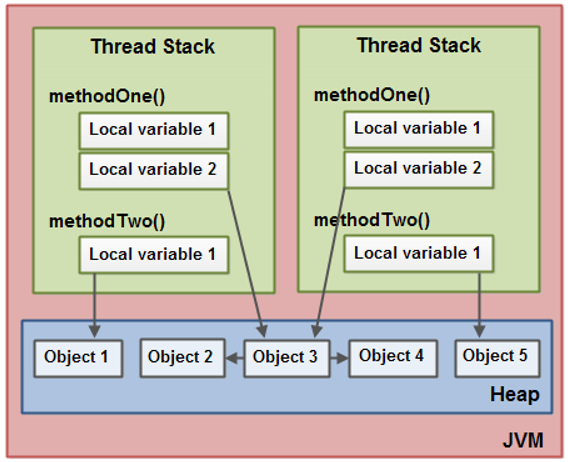 Thread Stack
methodOne()
Local variable 1
Local variable 2
methodTwo()
Local variable 1
Thread Stack
methodOne()
Local variable 1
Local variable 2
methodTwo()
Local variable 1
Object 1
Object 2
Object 3
Object 4
Object 5
Heap
JVM